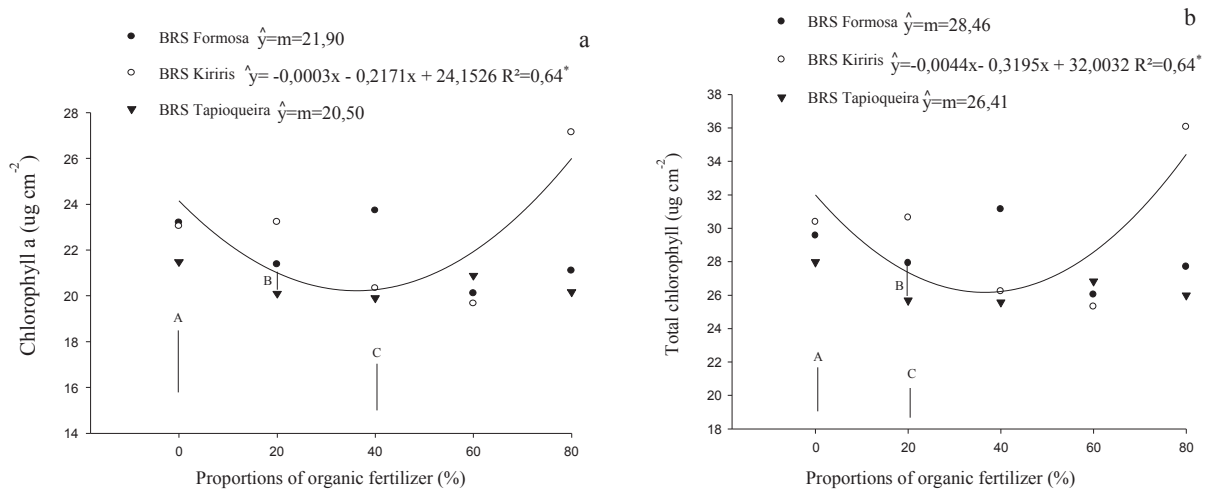 a
BRS Formosa ŷ=m=21,90
BRS Kiriris ŷ= -0,0003x - 0,2171x + 24,1526 R²=0,64*
BRS Tapioqueira ŷ=m=20,50
Chlorophyll a (ug cm-2)
28
26
24
22
20
18
16
14
A
B
C
0 20 40 60 80
Proportions of organic fertilizer (%)
b
BRS Formosa ŷ=m=28,46
BRS Kiriris ŷ=-0,0044x- 0,3195x + 32,0032 R²=0,64*
BRS Tapioqueira ŷ=m=26,41
Total chlorophyll (ug cm-2)
38
36
34
32
30
28
26
24
22
20
18
A
B
C
0 20 40 60 80
Proportions of organic fertilizer (%)